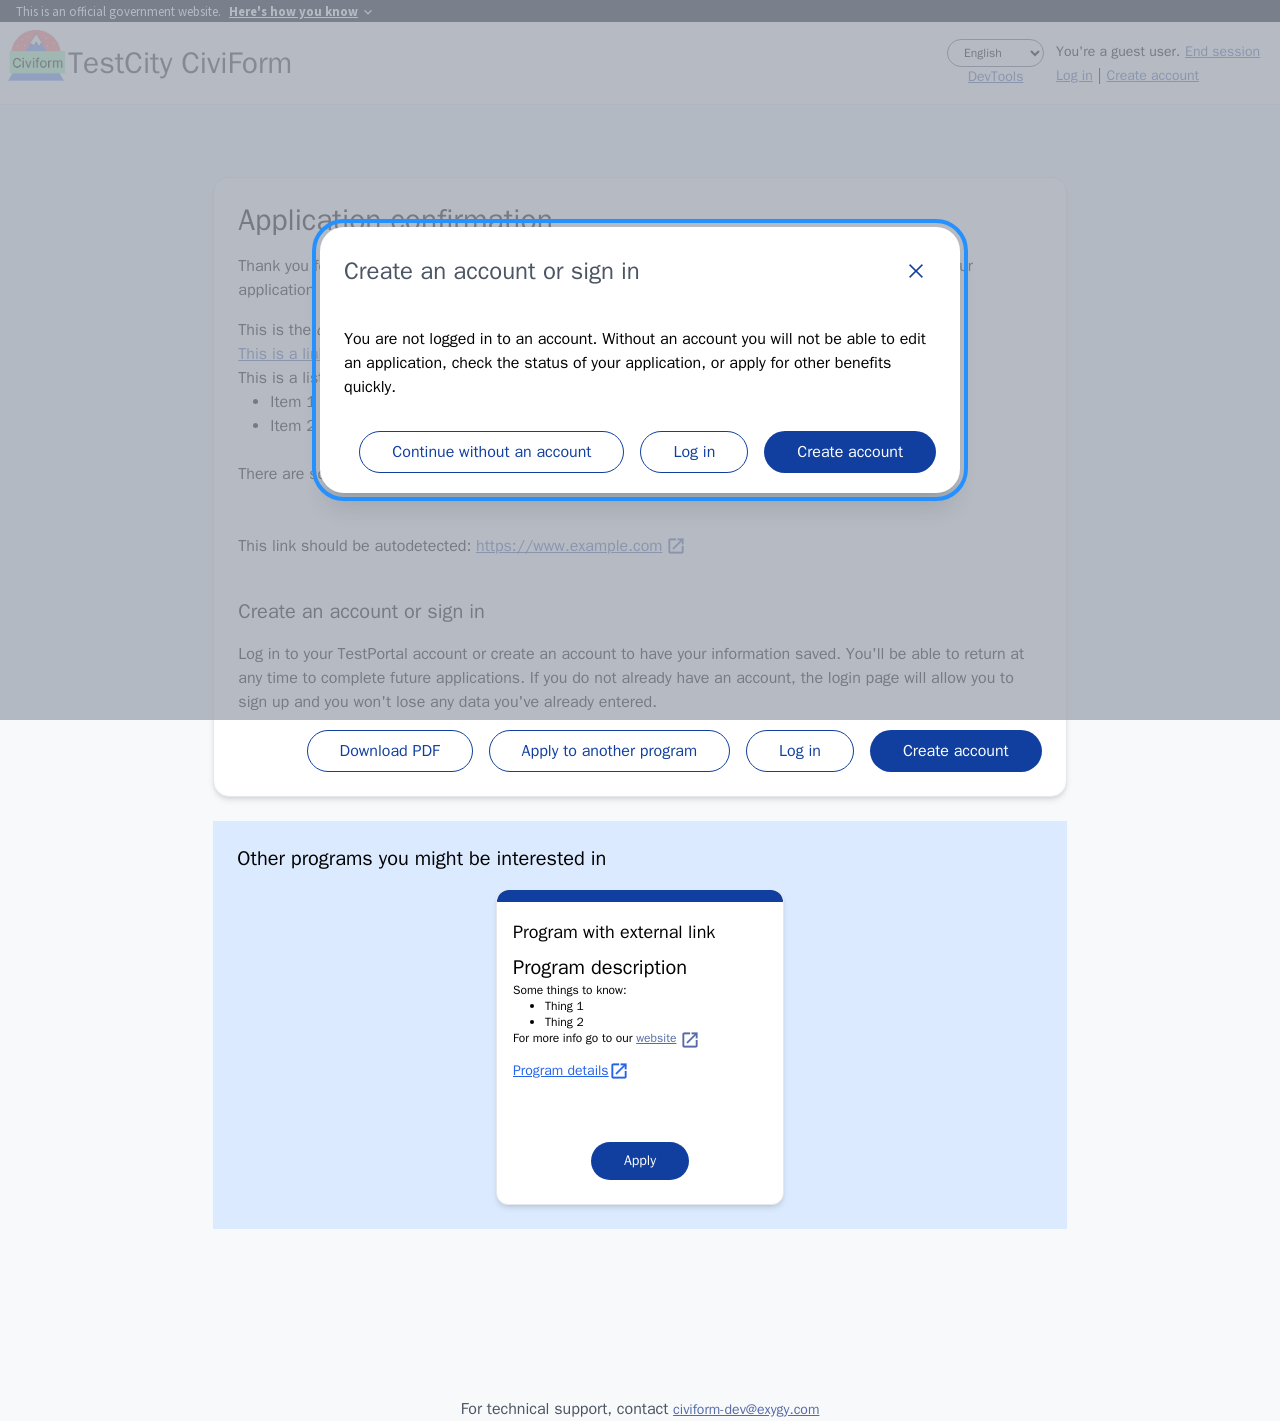 This is an official government website. Here's how you know
Civiform
TestCity CiviForm
English
DevTools
You're a guest user. End session
Log in | Create account
Application confirmation
Thank you
application
This is the
This is a
This is a
Item 1
Item 2
There are
Create an account or sign in
You are not logged in to an account. Without an account you will not be able to edit
an application, check the status of your application, or apply for other benefits
quickly.
Continue without an account
Log in
Create account
This link should be autodetected: https://www.example.com
Create an account or sign in
Log in to your TestPortal account or create an account to have your information saved. You'll be able to return at
any time to complete future applications. If you do not already have an account, the login page will allow you to
sign up and you won't lose any data you've already entered.
Download PDF
Apply to another program
Log in
Create account
Other programs you might be interested in
Program with external link
Program description
Some things to know:
Thing 1
Thing 2
For more info go to our website
Program details
Apply
For technical support, contact civiform-dev@exygy.com